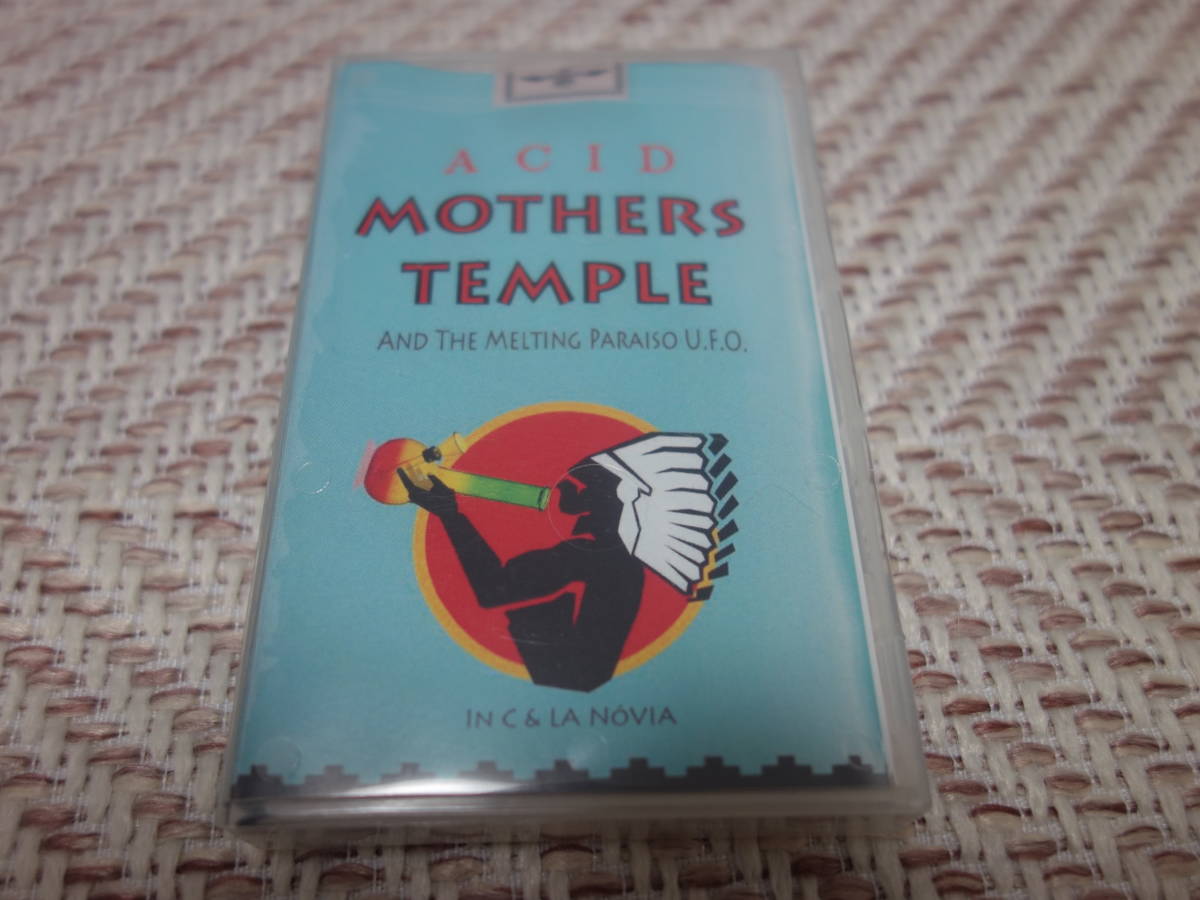 ACID
MOTHERS
TEMPLE
AND THE MELTING PARAISO U.F.O.
IN C & LA NÓVIA